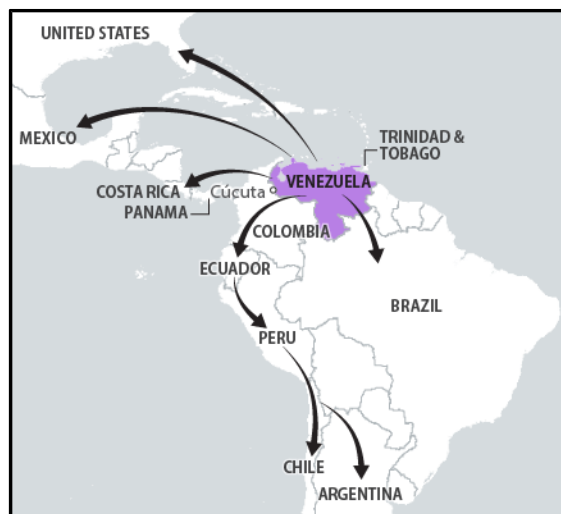 UNITED STATES
MEXICO
TRINIDAD &
TOBAGO
VENEZUELA
COSTA RICA
Cúcuta
PANAMA
COLOMBIA
ECUADOR
BRAZIL
PERU
CHILE
ARGENTINA